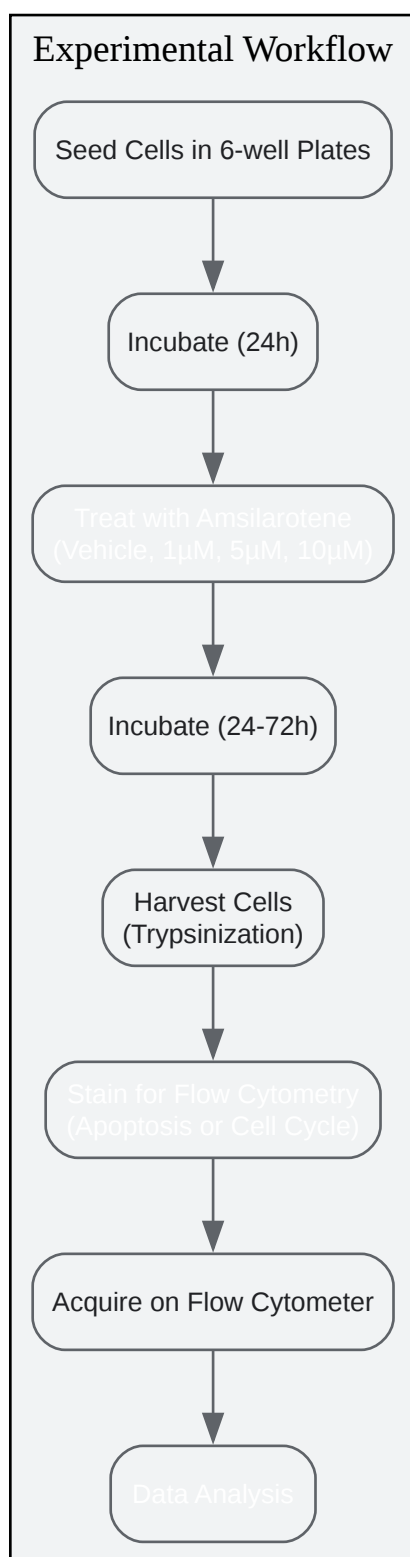 Experimental Workflow
Seed Cells in 6-well Plates
Incubate (24h)
Treat with Amsilarotene
(Vehicle, 1µM, 5µM, 10µM)
Incubate (24-72h)
Harvest Cells
(Trypsinization)
Stain for Flow Cytometry
(Apoptosis or Cell Cycle)
Acquire on Flow Cytometer
Data Analysis